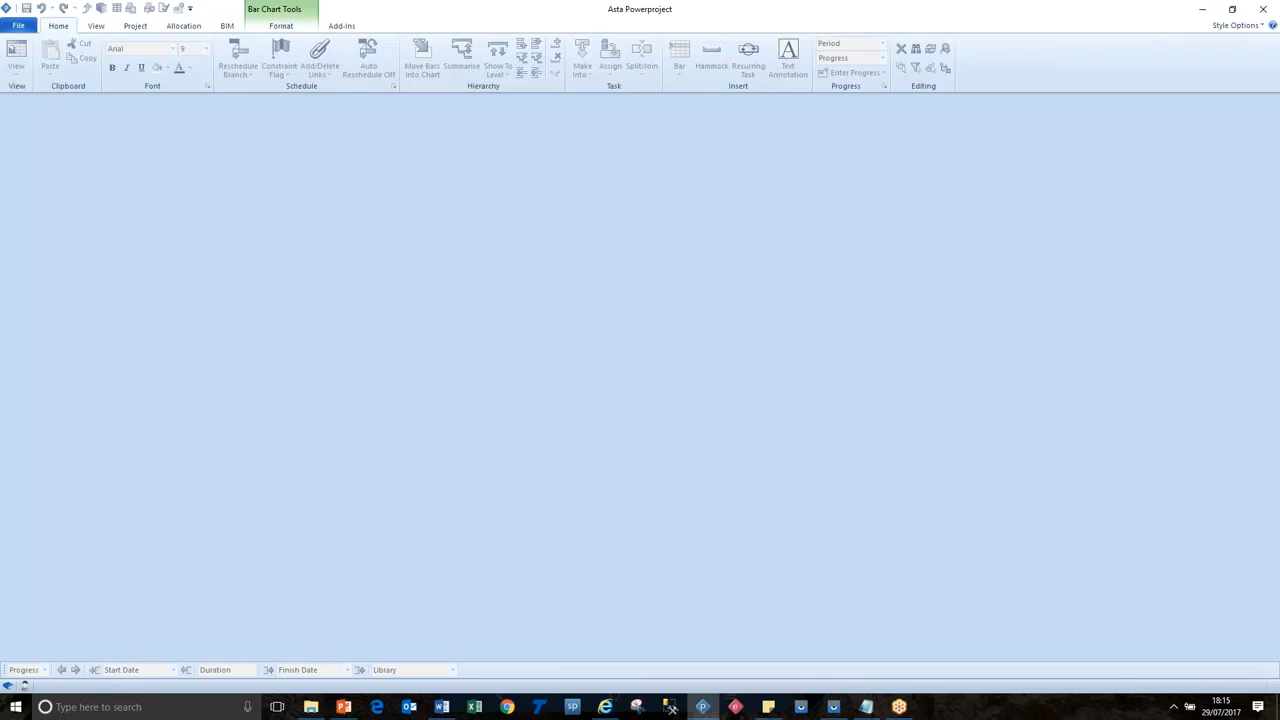 Bar Chart Tools
Asta Powerproject
File
Home
View
Project
Allocation
BIM
Format
Add-Ins
Style Options
View
Paste
Cut
Copy
Arial
9
B
I
U
A
Reschedule
Branch
Constraint
Flag
Add/Delete
Links
Auto
Reschedule Off
Move Bars
into Chart
Summarise
Show To
Level
Make
Into
Assign
Split/Join
Bar
Hammock
Recurring
Task
A
Text
Annotation
Period
Progress
Enter Progress
View
Clipboard
Font
Schedule
Hierarchy
Task
Insert
Progress
Editing
Progress
Start Date
Duration
Finish Date
Library
Type here to search
18:15
29/07/2017